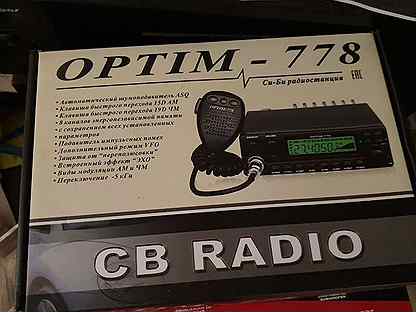 OPTIM - 778
Си-Би радиостанция
EAC
• Автоматический шумоподавитель ASQ
• Клавиша быстрого перехода 15D AM
• Клавиша быстрого перехода 19D ЧМ
• 8 каналов энергонезависимой памяти
• с сохранением всех установленных
параметров
• Подавитель импульсных помех
• Дополнительный режим VFO
• Защита от "переполюсовки"
• Встроенный эффект "ЭХО"
• Виды модуляции АМ и ЧМ
• Переключение -5 кГц
CB RADIO